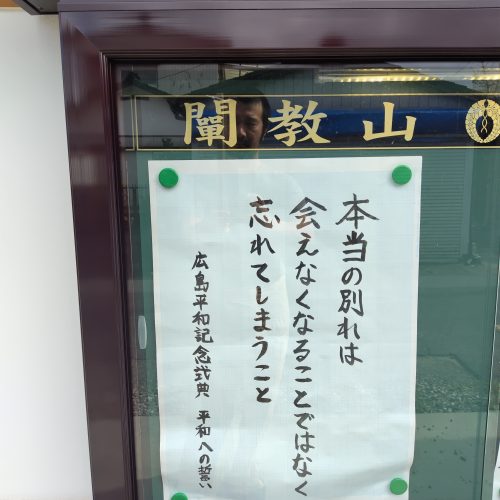 闡教山
本当の別れは
会えなくなることではなく
忘れてしまうこと
広島平和記念式典 平和への誓い